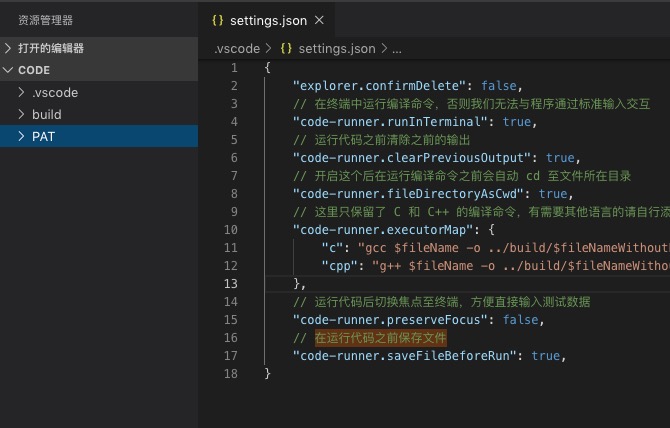 资源管理器
打开的编辑器
CODE
.vscode
build
PAT
{} settings.json ×
.vscode > {} settings.json > ...
1 {
2 "explorer.confirmDelete": false,
3 // 在终端中运行编译命令，否则我们无法与程序通过标准输入交互
4 "code-runner.runInTerminal": true,
5 // 运行代码之前清除之前的输出
6 "code-runner.clearPreviousOutput": true,
7 // 开启这个后在运行编译命令之前会自动 cd 至文件所在目录
8 "code-runner.fileDirectoryAsCwd": true,
9 // 这里只保留了 C 和 C++ 的编译命令，有需要其他语言的请自行添
10 "code-runner.executorMap": {
11 "c": "gcc $fileName -o ../build/$fileNameWithout
12 "cpp": "g++ $fileName -o ../build/$fileNameWitho
13 },
14 // 运行代码后切换焦点至终端，方便直接输入测试数据
15 "code-runner.preserveFocus": false,
16 // 在运行代码之前保存文件
17 "code-runner.saveFileBeforeRun": true,
18 }